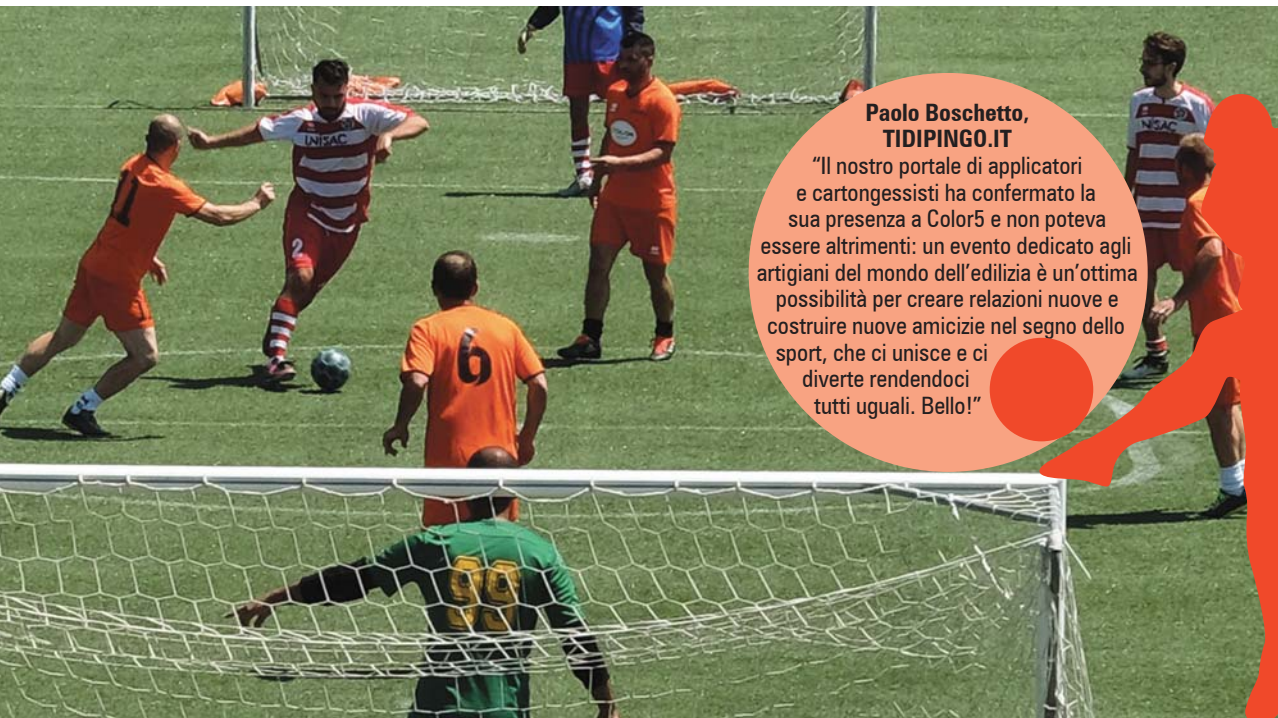 Paolo Boschetto,
TIDIPINGO.IT
“Il nostro portale di applicatori
e cartongessisti ha confermato la
sua presenza a Color5 e non poteva
essere altrimenti: un evento dedicato agli
artigiani del mondo dell’edilizia è un’ottima
possibilità per creare relazioni nuove e
costruire nuove amicizie nel segno dello
sport, che ci unisce e ci
diverte rendendoci
tutti uguali. Bello!”
11
UNISAC
2
6
99